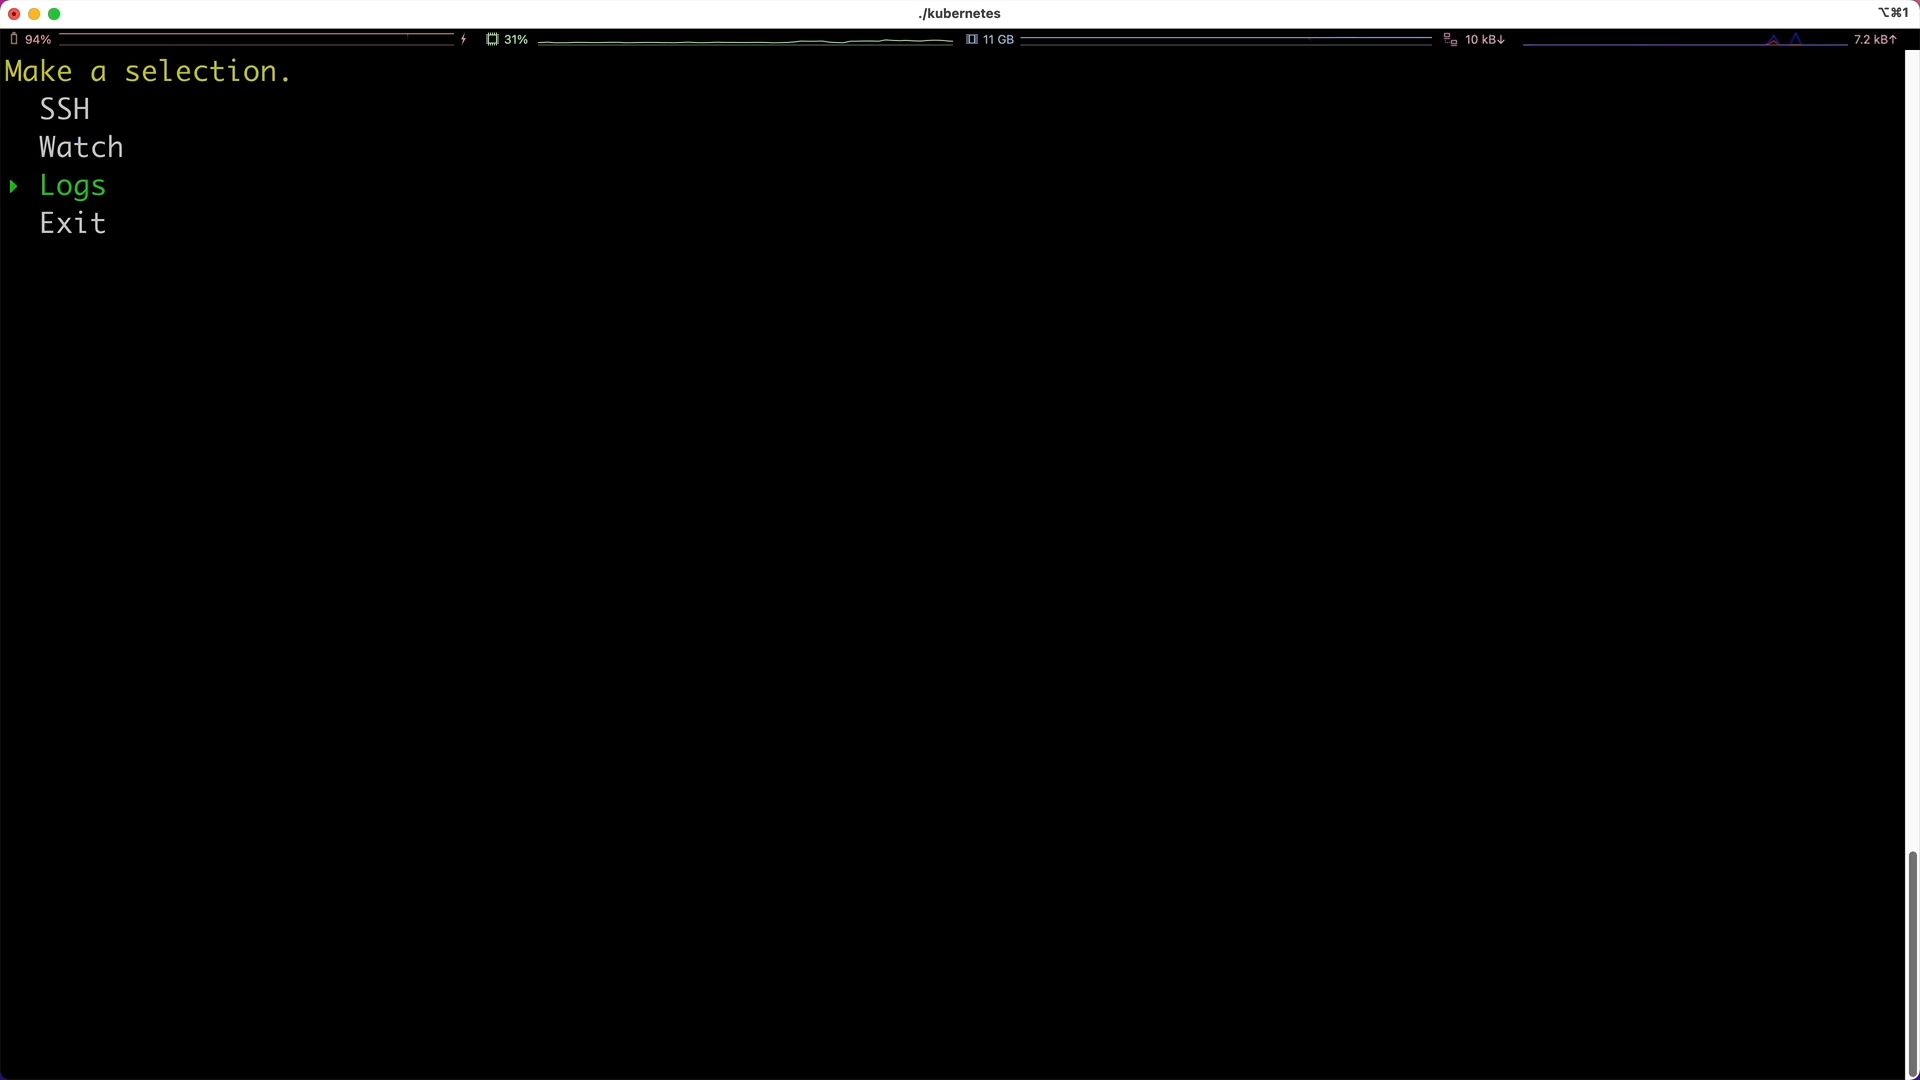 ./kubernetes
⌥⌘1
94% 31% 11 GB 10 kB↓ 7.2 kB↑
Make a selection.
SSH
Watch
Logs
Exit